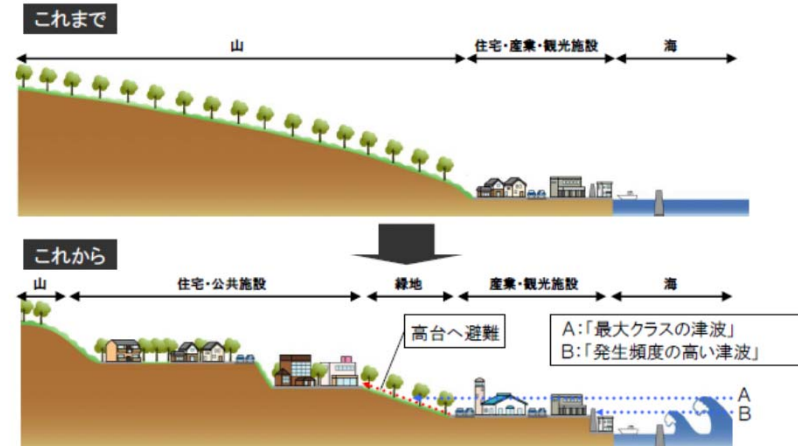 これまで
山
住宅・産業・観光施設
海
これから
山
住宅・公共施設
緑地
産業・観光施設
海
高台へ避難
A:「最大クラスの津波」
B:「発生頻度の高い津波」
A
B